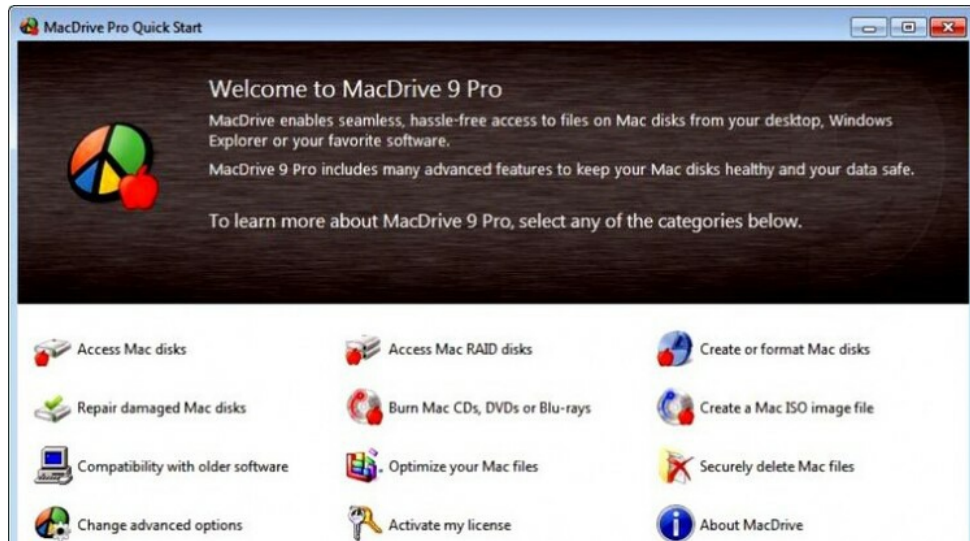 MacDrive Pro Quick Start
Welcome to MacDrive 9 Pro
MacDrive enables seamless, hassle-free access to files on Mac disks from your desktop, Windows
Explorer or your favorite software.
MacDrive 9 Pro includes many advanced features to keep your Mac disks healthy and your data safe.
To learn more about MacDrive 9 Pro, select any of the categories below.
Access Mac disks
Access Mac RAID disks
Create or format Mac disks
Repair damaged Mac disks
Burn Mac CDs, DVDs or Blu-rays
Create a Mac ISO image file
Compatibility with older software
Optimize your Mac files
Securely delete Mac files
Change advanced options
Activate my license
About MacDrive